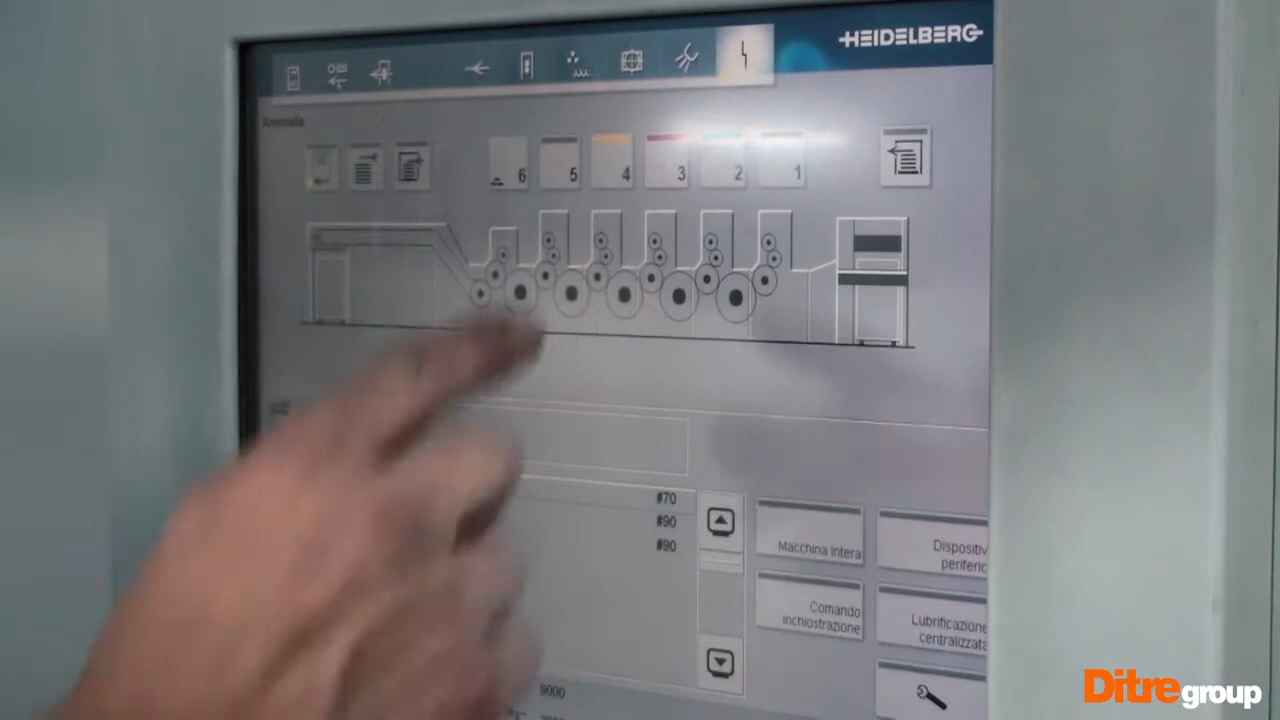 HEIDELBERG
Anomalia
6 5 4 3 2 1
#70
#90
#90
Macchina intera
Dispositiv
periferic
Comando
inchiostrazione
Lubrificazione
centralizzata
9000
Ditregroup